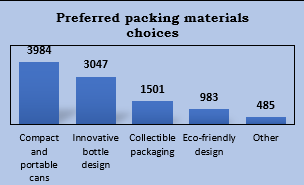 Preferred packing materials
choices
3984
3047
1501
983
485
Compact
and
portable
cans
Innovative
bottle
design
Collectible
packaging
Eco-friendly
design
Other